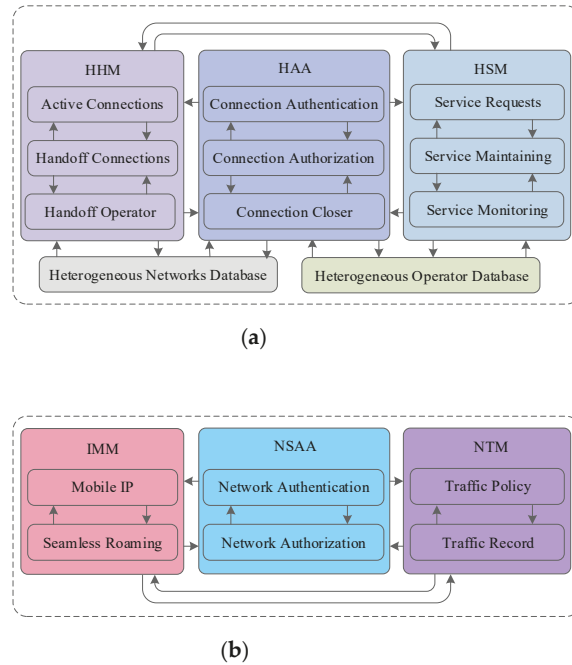 HHM
HAA
HSM
Active Connections
Connection Authentication
Service Requests
Handoff Connections
Connection Authorization
Service Maintaining
Handoff Operator
Connection Closer
Service Monitoring
Heterogeneous Networks Database
Heterogeneous Operator Database
(a)
IMM
NSAA
NTM
Mobile IP
Network Authentication
Traffic Policy
Seamless Roaming
Network Authorization
Traffic Record
(b)